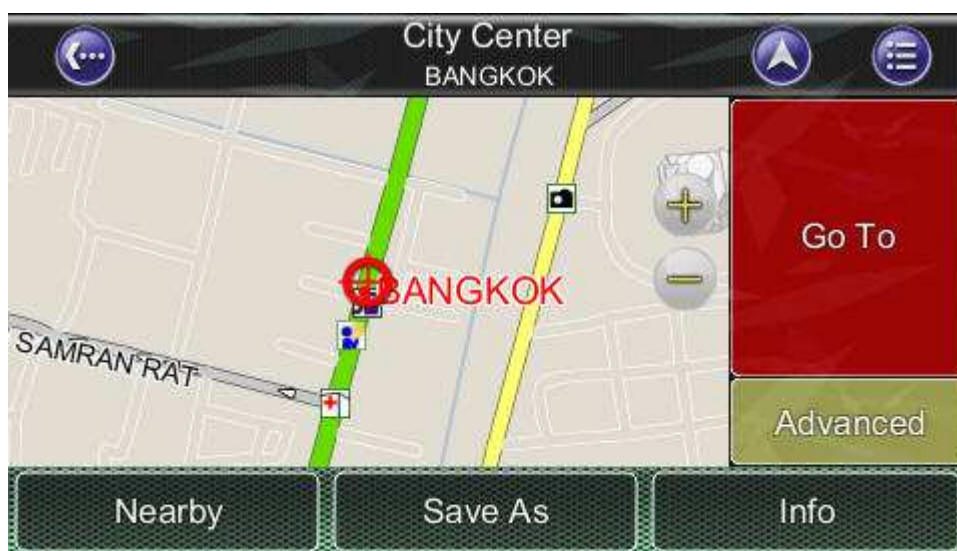 City Center
BANGKOK
Go To
BANGKOK
SAMRAN RAT
Advanced
Nearby
Save As
Info